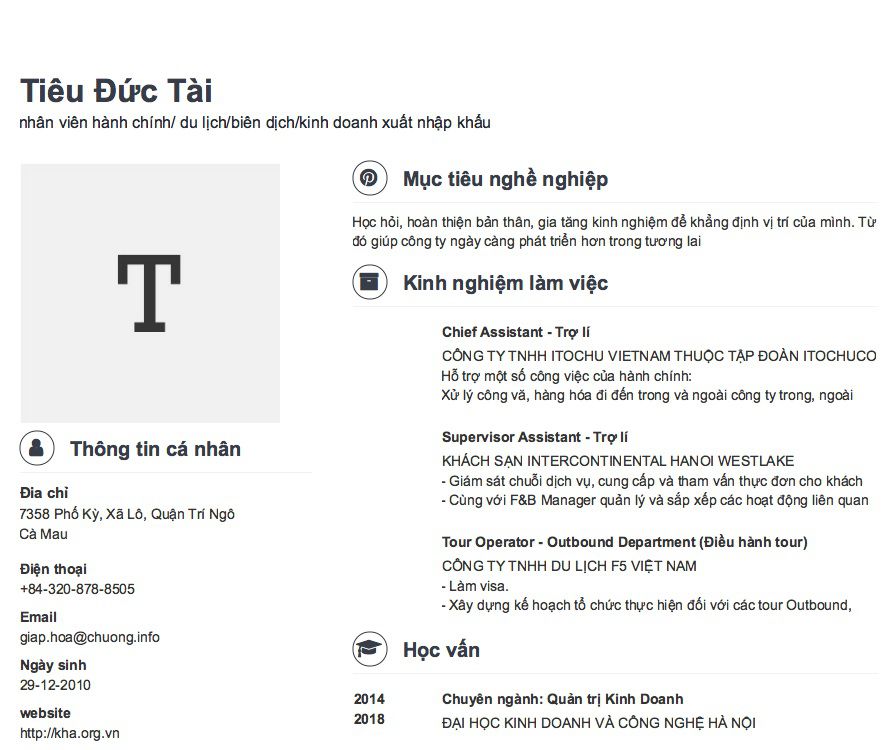 Tiêu Đức Tài
nhân viên hành chính/ du lịch/biên dịch/kinh doanh xuất nhập khẩu
T
Thông tin cá nhân
Đia chỉ
7358 Phố Kỳ, Xã Lô, Quận Trí Ngô
Cà Mau
Điện thoại
+84-320-878-8505
Email
giap.hoa@chuong.info
Ngày sinh
29-12-2010
website
http://kha.org.vn
Mục tiêu nghề nghiệp
Học hỏi, hoàn thiện bản thân, gia tăng kinh nghiệm để khẳng định vị trí của mình. Từ
đó giúp công ty ngày càng phát triển hơn trong tương lai
Kinh nghiệm làm việc
Chief Assistant - Trợ lí
CÔNG TY TNHH ITOCHU VIETNAM THUỘC TẬP ĐOÀN ITOCHUCO
Hỗ trợ một số công việc của hành chính:
Xử lý công vă, hàng hóa đi đến trong và ngoài công ty trong, ngoài
Supervisor Assistant - Trợ lí
KHÁCH SẠN INTERCONTINENTAL HANOI WESTLAKE
- Giám sát chuỗi dịch vụ, cung cấp và tham vấn thực đơn cho khách
- Cùng với F&B Manager quản lý và sắp xếp các hoạt động liên quan
Tour Operator - Outbound Department (Điều hành tour)
CÔNG TY TNHH DU LỊCH F5 VIỆT NAM
- Làm visa.
- Xây dựng kế hoạch tổ chức thực hiện đối với các tour Outbound,
Học vấn
2014
2018
Chuyên ngành: Quản trị Kinh Doanh
ĐẠI HỌC KINH DOANH VÀ CÔNG NGHỆ HÀ NỘI